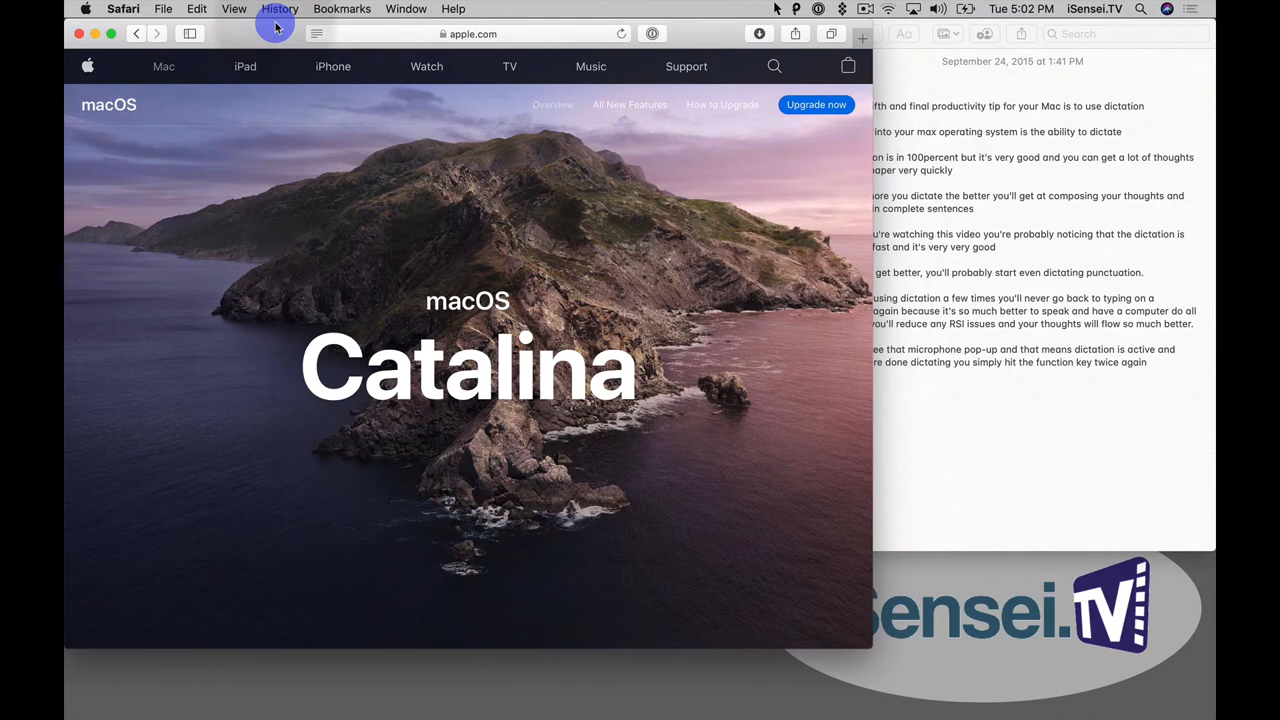 Safari File Edit View History Bookmarks Window Help Tue 5:02 PM iSensei.TV
apple.com
Aa
Search
Mac iPad iPhone Watch TV Music Support
September 24, 2015 at 1:41 PM
macOS
Overview All New Features How to Upgrade Upgrade now
ifth and final productivity tip for your Mac is to use dictation
into your max operating system is the ability to dictate
on is in 100percent but it's very good and you can get a lot of thoughts
paper very quickly
ore you dictate the better you'll get at composing your thoughts and
in complete sentences
u're watching this video you're probably noticing that the dictation is
fast and it's very very good
get better, you'll probably start even dictating punctuation.
using dictation a few times you'll never go back to typing on a
again because it's so much better to speak and have a computer do all
you'll reduce any RSI issues and your thoughts will flow so much better.
ee that microphone pop-up and that means dictation is active and
re done dictating you simply hit the function key twice again
macOS
Catalina
Sensei.TV